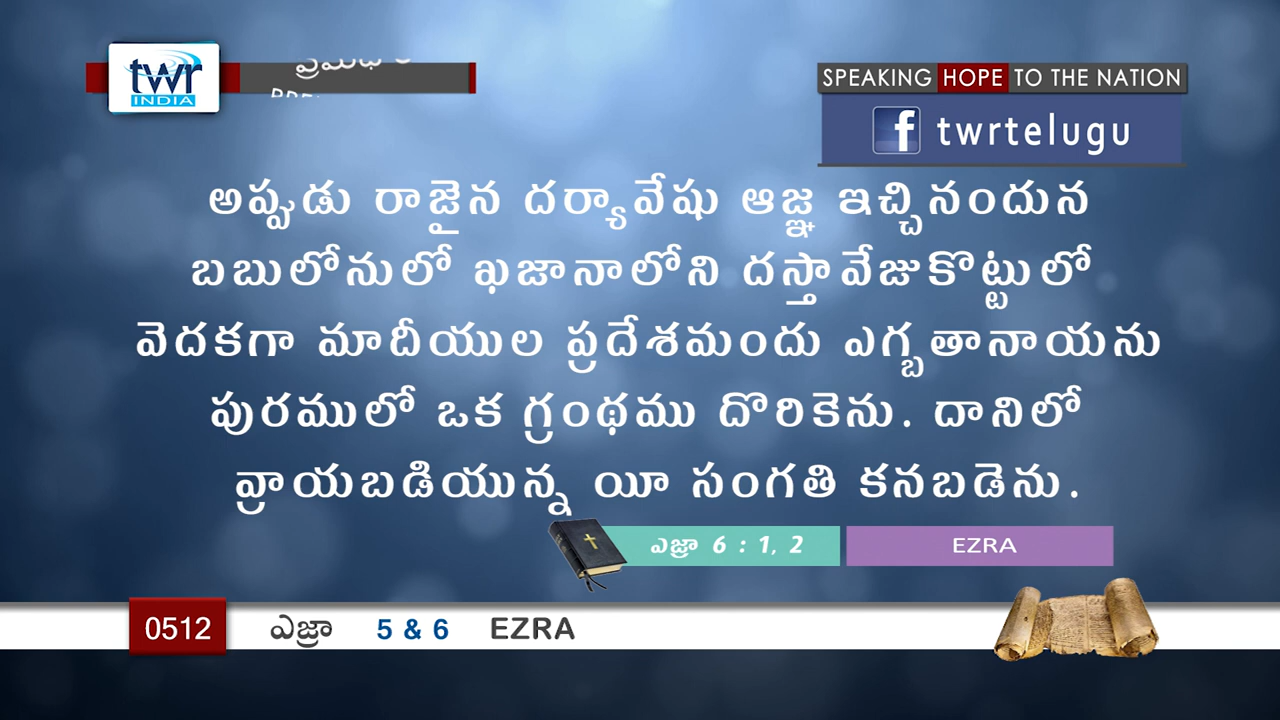 twr
INDIA
SPEAKING HOPE TO THE NATION
f twrtelugu
అప్పుడు రాజైన దర్యావేషు ఆజ్ఞ ఇచ్చినందున
బబులోనులో ఖజానాలోని దస్తావేజుకొట్టులో
వెదకగా మాదీయుల ప్రదేశమందు ఎగ్బతానాయను
పురములో ఒక గ్రంథము దొరికెను. దానిలో
వ్రాయబడియున్న యీ సంగతి కనబడెను.
ఎజ్రా 6 : 1, 2 EZRA
0512 ఎజ్రా 5 & 6 EZRA